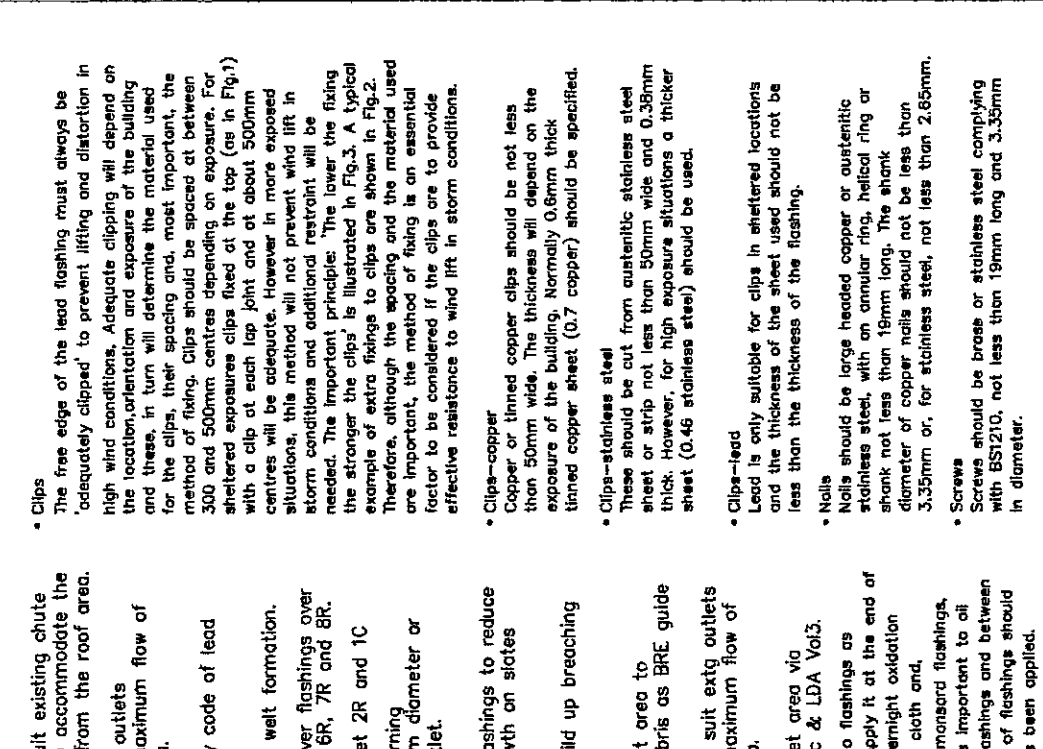 ult existing chute
accommodate the
from the roof area.
outlets
aximum flow of
code of lead
welt formation.
ver flashings over
6R, 7R and 8R.
et 2R and 1C
rning
m diameter or
let.
ashings to reduce
wth on slates
ild up breaching
t area to
bris as BRE guide
suit extg outlets
aximum flow of
et area via
c & LDA Vol3.
o flashings as
pply it at the end of
ernight oxidation
cloth and,
monsard flashings,
s important to oil
ashings and between
of flashings should
s been applied.
• Clips
The free edge of the lead flashing must always be
'adequately clipped' to prevent lifting and distortion in
high wind conditions, Adequate clipping will depend on
the location,orientation and exposure of the building
and these, in turn will determine the material used
for the clips, their spacing and, most important, the
method of fixing. Clips should be spaced at between
300 and 500mm centres depending on exposure. For
sheltered exposures clips fixed at the top (as in Fig.1)
with a clip at each lap joint and at about 500mm
centres will be adequate. However in more exposed
situations, this method will not prevent wind lift in
storm conditions and additional restraint will be
needed. The important principle: 'The lower the fixing
the stronger the clips' is illustrated in Fig.3. A typical
example of extra fixings to clips are shown in Fig.2.
Therefore, although the spacing and the material used
are important, the method of fixing is an essential
factor to be considered if the clips are to provide
effective resistance to wind lift in storm conditions.
• Clips-copper
Copper or tinned copper clips should be not less
than 50mm wide. The thickness will depend on the
exposure of the building. Normally 0.6mm thick
tinned copper sheet (0.7 copper) should be specified.
• Clips-stainless steel
These should be cut from austenitic stainless steel
sheet or strip not less than 50mm wide and 0.38mm
thick. However, for high exposure situations a thicker
sheet (0.46 stainless steel) should be used.
• Clips-lead
Lead is only suitable for clips in sheltered locations
and the thickness of the sheet used should not be
less than the thickness of the flashing.
• Nails
Nails should be large headed copper or austenitic
stainless steel, with an annular ring, helical ring or
shank not less than 19mm long. The shank
diameter of copper nails should not be less than
3.35mm or, for stainless steel, not less than 2.65mm.
• Screws
Screws should be brass or stainless steel complying
with BS1210, not less than 19mm long and 3.35mm
in diameter.